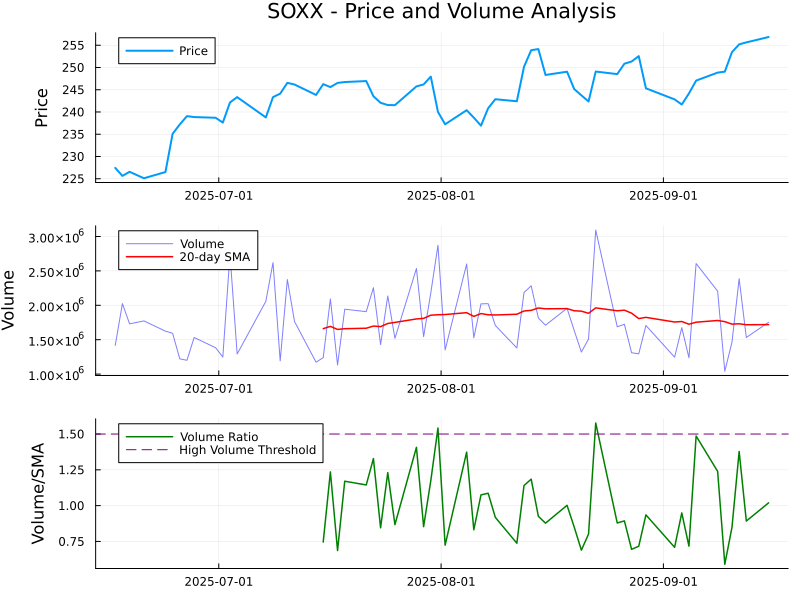 SOXX - Price and Volume Analysis
Price
255
250
245
240
235
230
225
Price
2025-07-01
2025-08-01
2025-09-01
Volume
20-day SMA
3.00×10⁶
2.50×10⁶
2.00×10⁶
1.50×10⁶
1.00×10⁶
Volume
2025-07-01
2025-08-01
2025-09-01
Volume Ratio
High Volume Threshold
1.50
1.25
1.00
0.75
Volume/SMA
2025-07-01
2025-08-01
2025-09-01